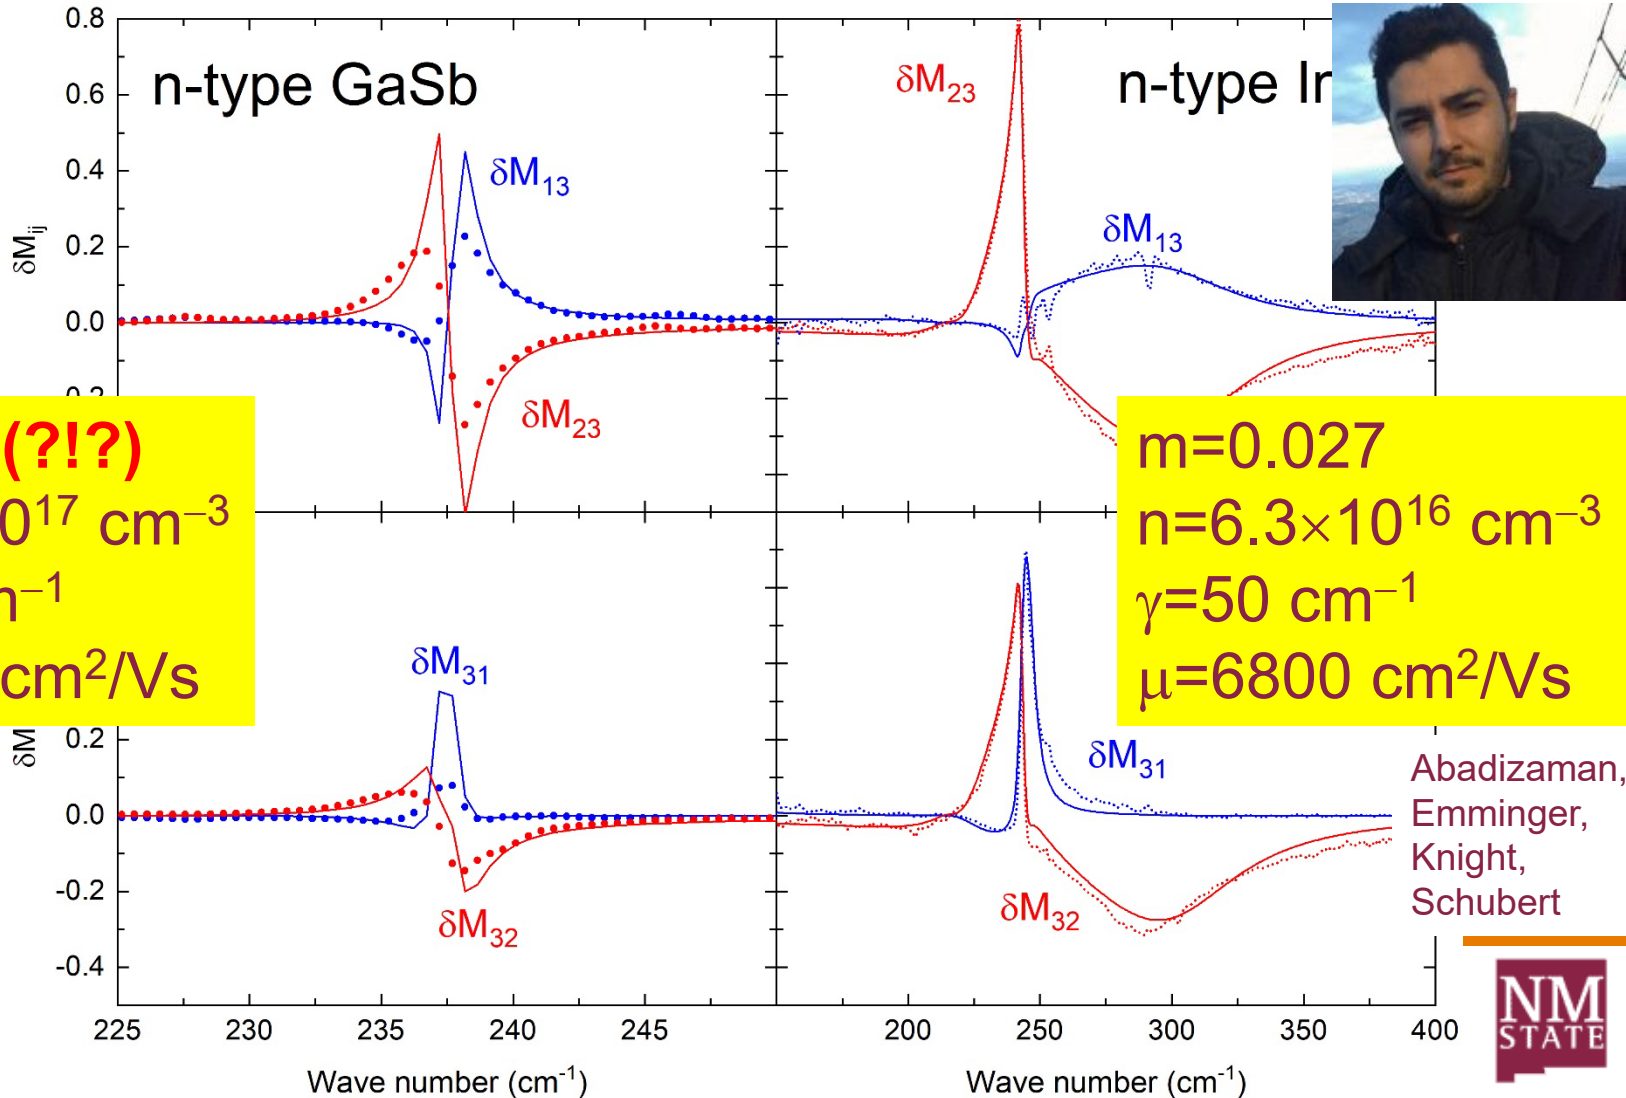 0.8
0.6
0.4
0.2
0.0
δM_ij
n-type GaSb
δM₁₃
δM₂₃
δM₂₃
n-type In
δM₁₃
(?!?)
0¹⁷ cm⁻³
⁻¹
cm²/Vs
m=0.027
n=6.3×10¹⁶ cm⁻³
γ=50 cm⁻¹
μ=6800 cm²/Vs
δM
0.2
0.0
-0.2
-0.4
δM₃₁
δM₃₂
δM₃₁
δM₃₂
Abadizaman,
Emminger,
Knight,
Schubert
225 230 235 240 245
200 250 300 350 400
Wave number (cm⁻¹)
Wave number (cm⁻¹)
NM
STATE